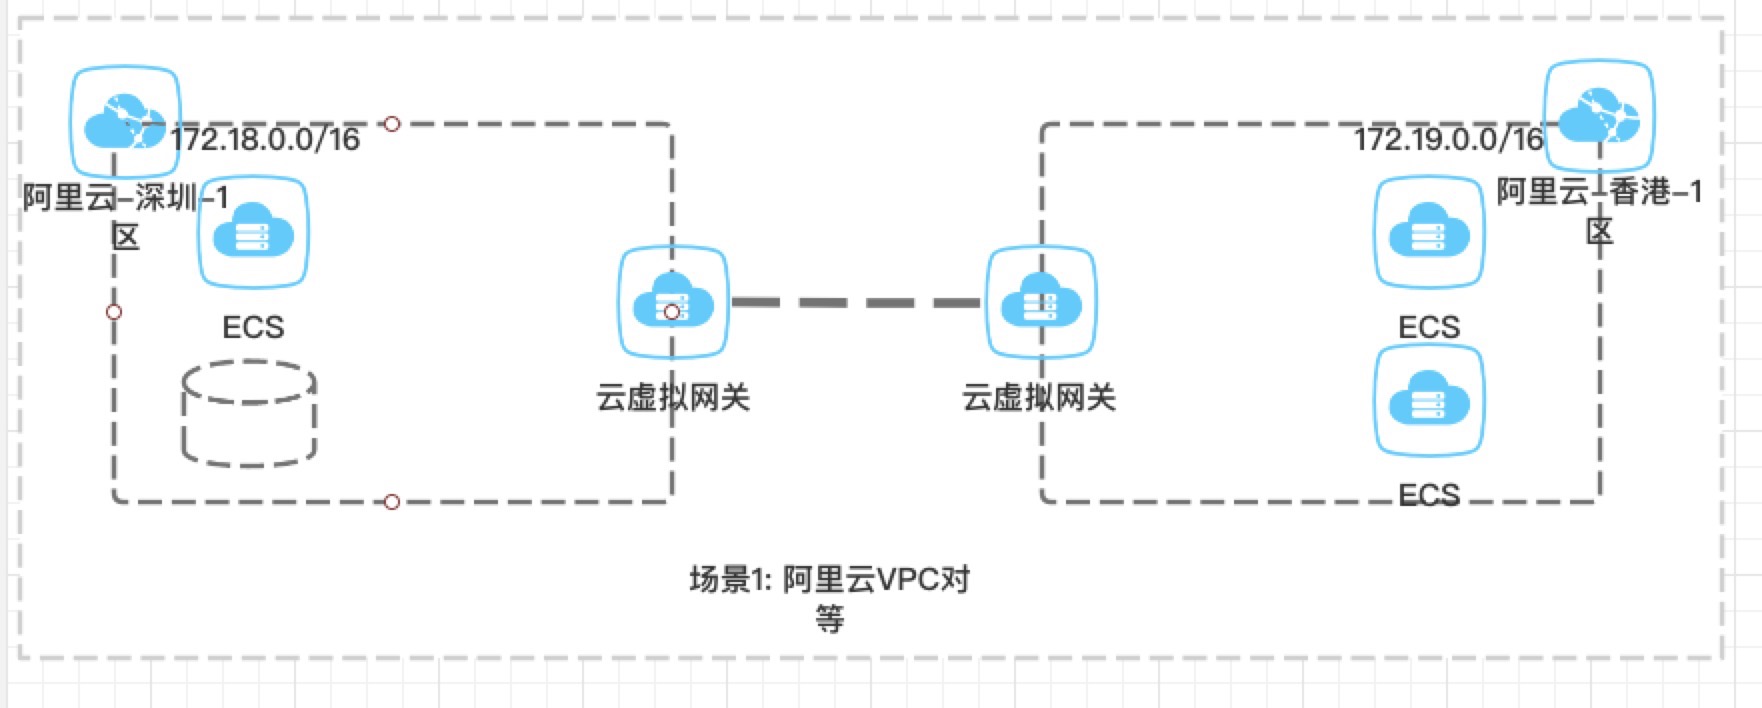 172.18.0.0/16
阿里云-深圳-1
区
ECS
云虚拟网关
云虚拟网关
172.19.0.0/16
阿里云-香港-1
区
ECS
ECS
场景1: 阿里云VPC对
等